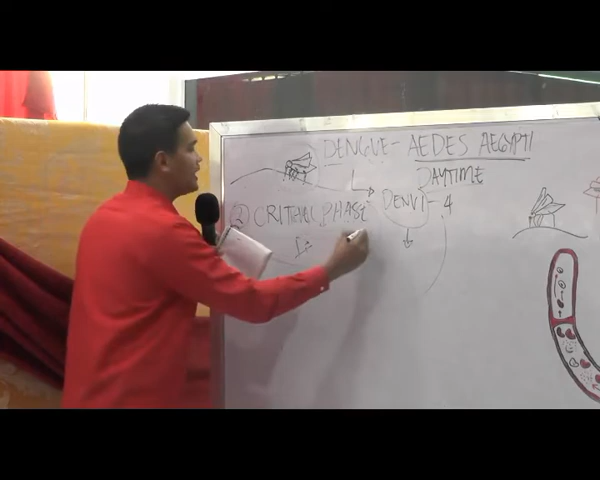 DENGUE - AEDES AEGYPTI
DAYTIME
DENV1 - 4
② CRITICAL PHASE